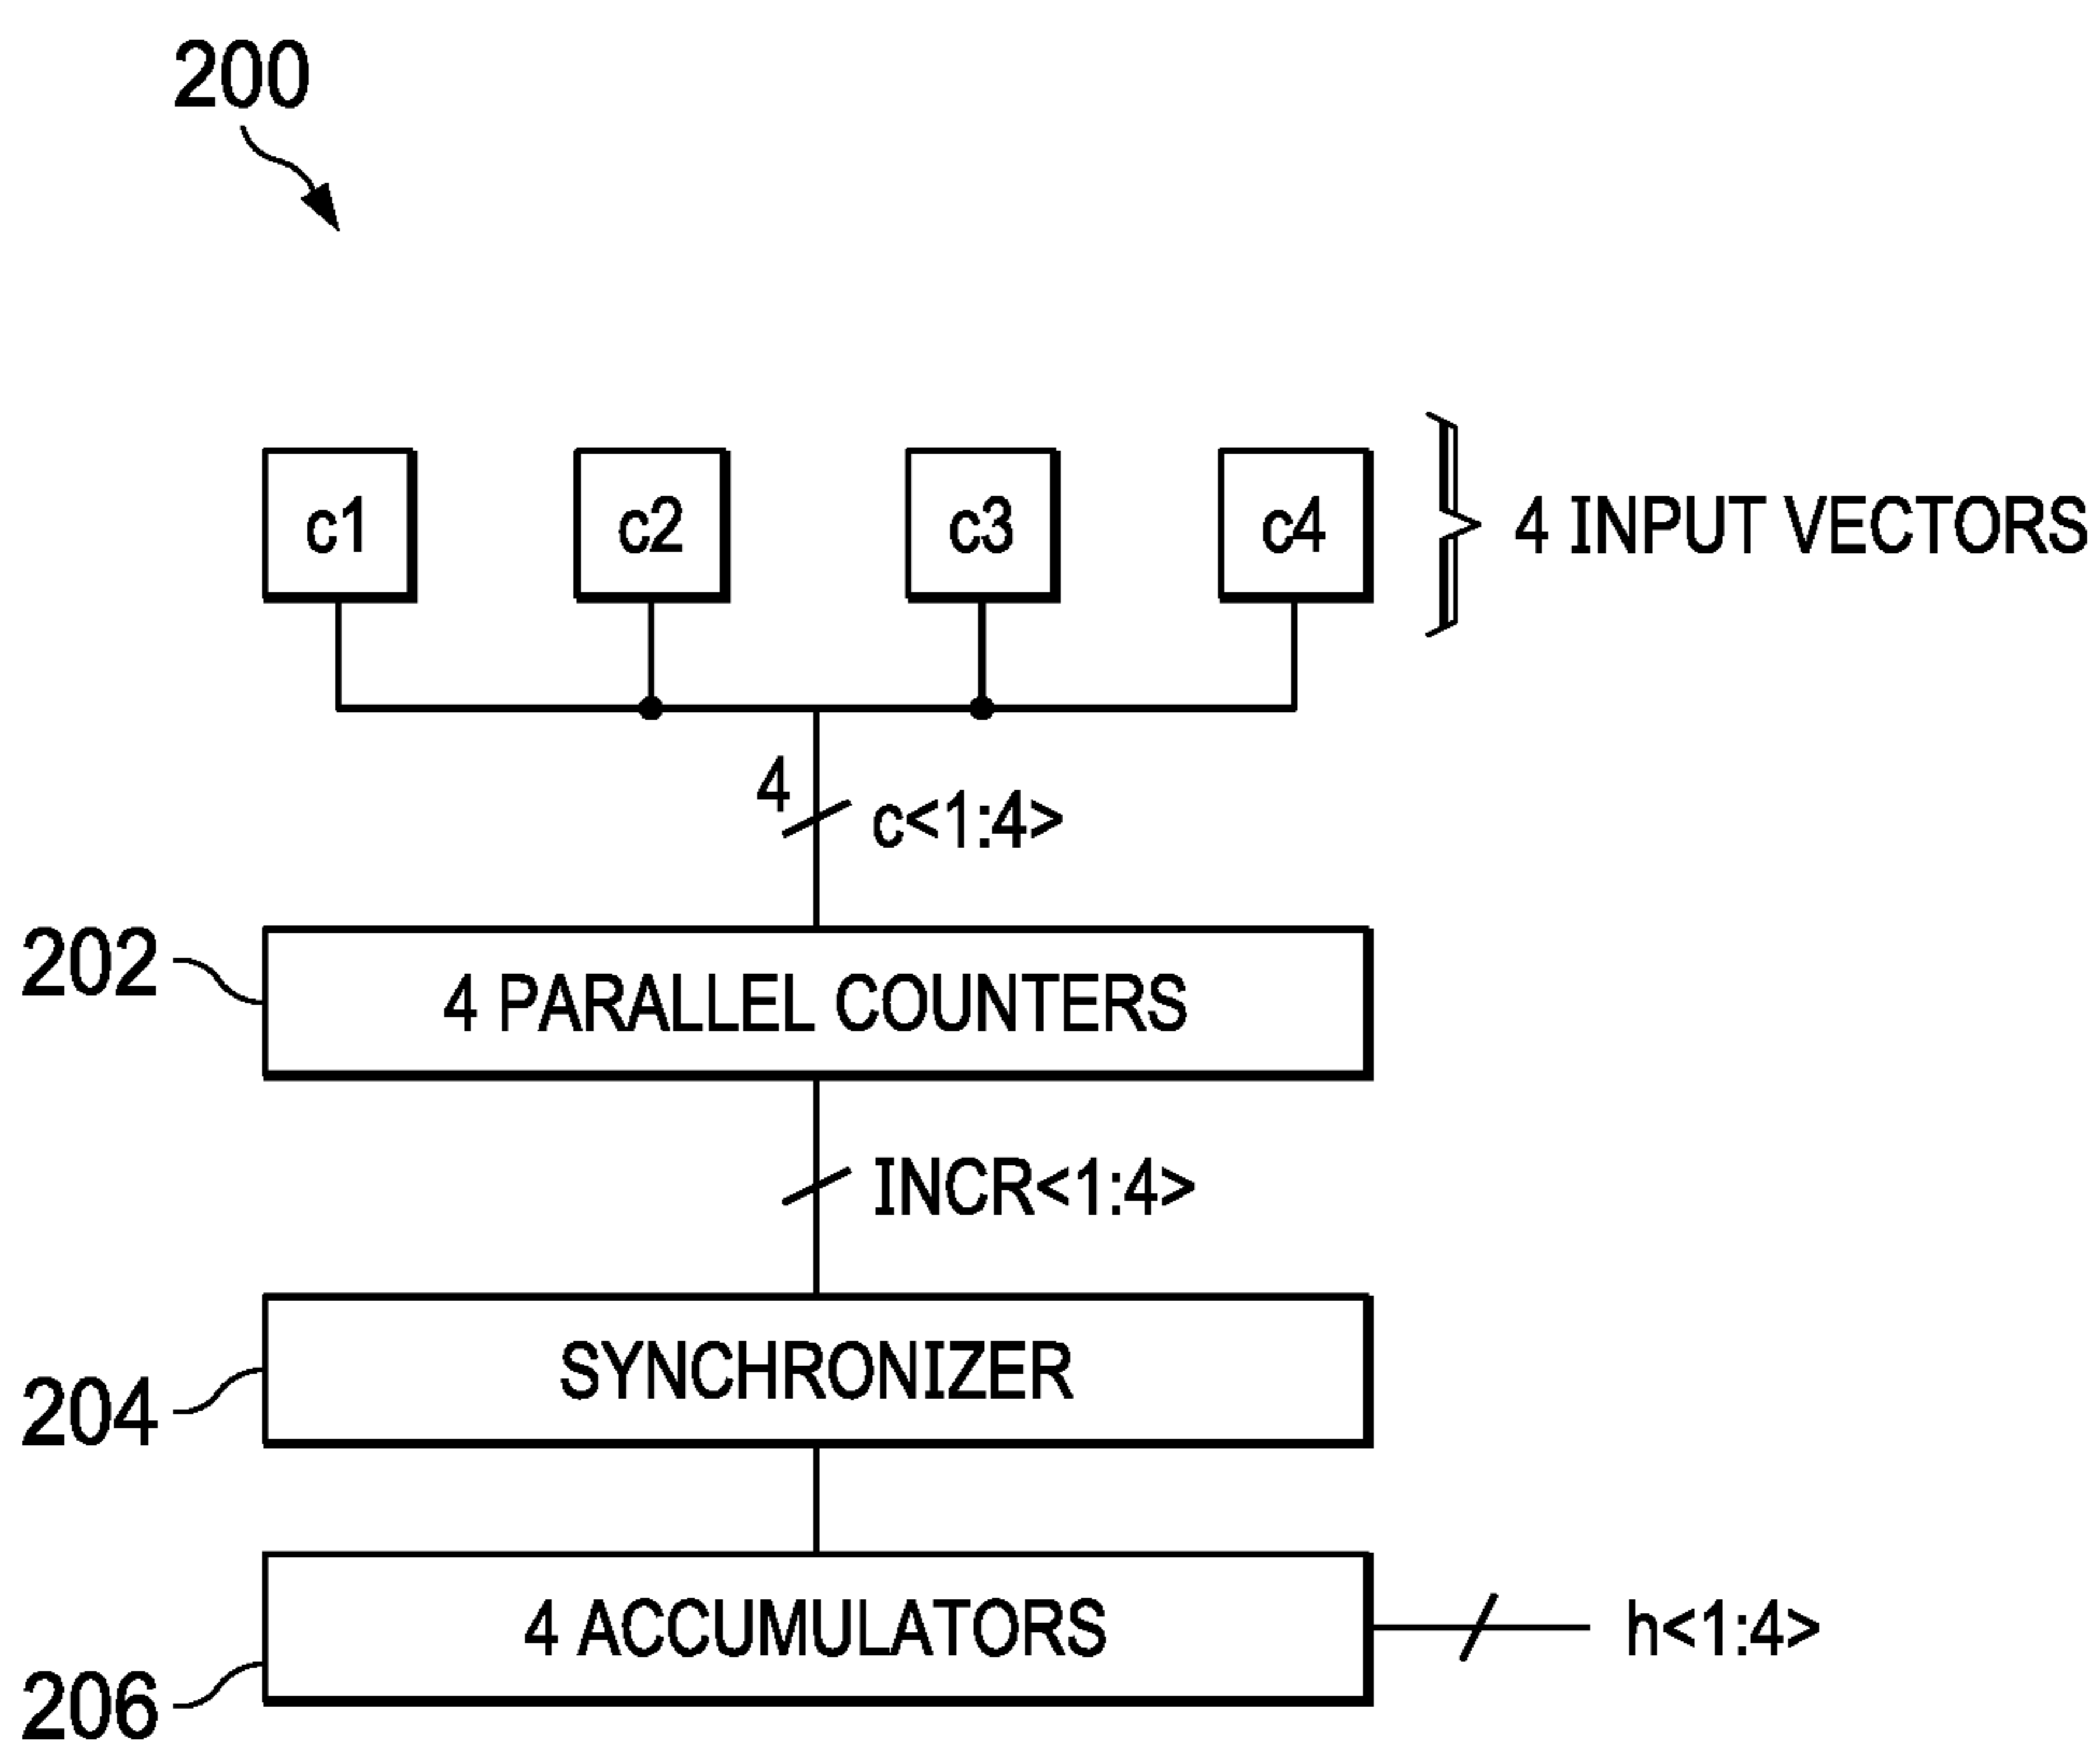 200
c1 c2 c3 c4 4 INPUT VECTORS
4 c<1:4>
202 4 PARALLEL COUNTERS
INCR<1:4>
204 SYNCHRONIZER
206 4 ACCUMULATORS h<1:4>